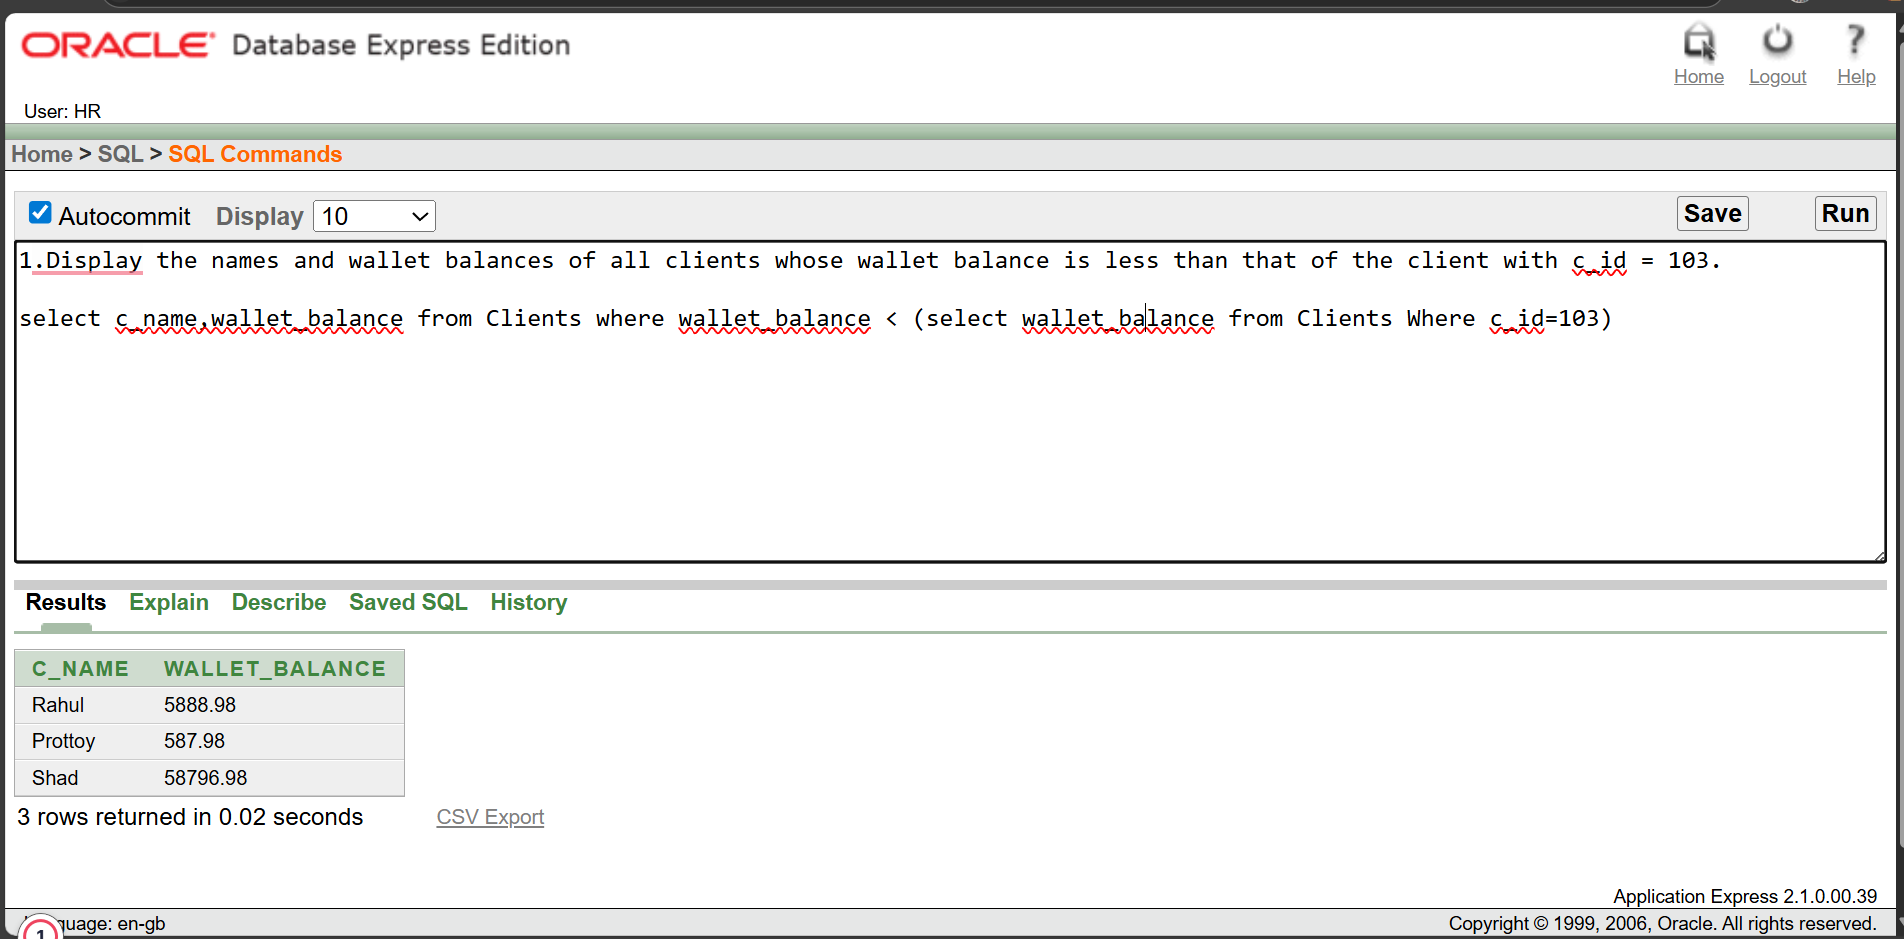 ORACLE Database Express Edition
Home Logout Help
User: HR
Home > SQL > SQL Commands
Autocommit Display 10 Save Run
1.Display the names and wallet balances of all clients whose wallet balance is less than that of the client with c_id = 103.
select c_name,wallet_balance from Clients where wallet_balance < (select wallet_balance from Clients Where c_id=103)
Results Explain Describe Saved SQL History
C_NAME WALLET_BALANCE
Rahul 5888.98
Prottoy 587.98
Shad 58796.98
3 rows returned in 0.02 seconds CSV Export
Application Express 2.1.0.00.39
1 guage: en-gb Copyright © 1999, 2006, Oracle. All rights reserved.